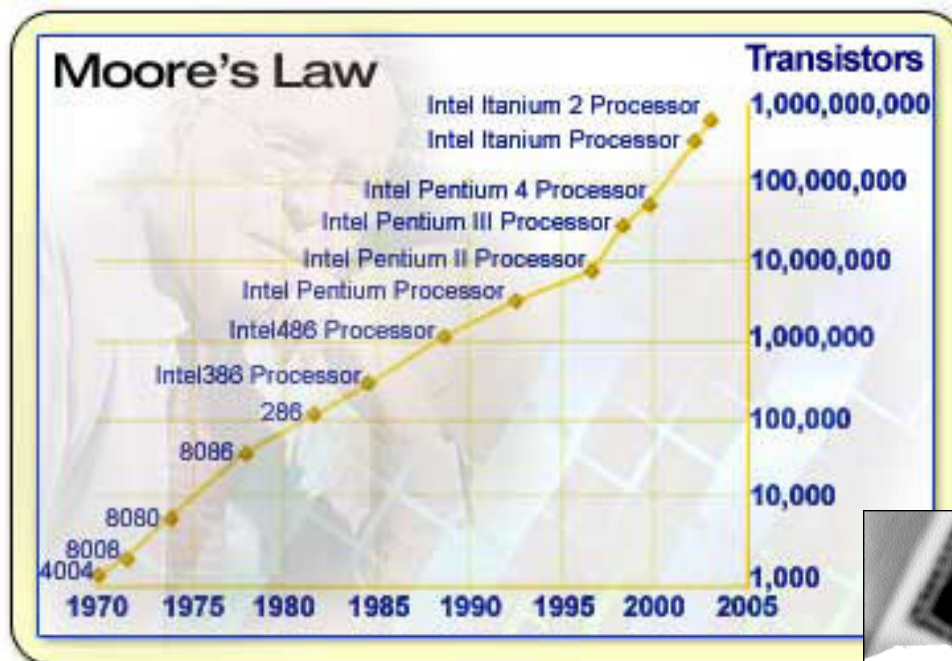 Moore's Law
Transistors
Intel Itanium 2 Processor
1,000,000,000
Intel Itanium Processor
100,000,000
Intel Pentium 4 Processor
Intel Pentium III Processor
Intel Pentium II Processor
10,000,000
Intel Pentium Processor
Intel486 Processor
1,000,000
Intel386 Processor
286
100,000
8086
10,000
8080
8008
4004
1,000
1970 1975 1980 1985 1990 1995 2000 2005